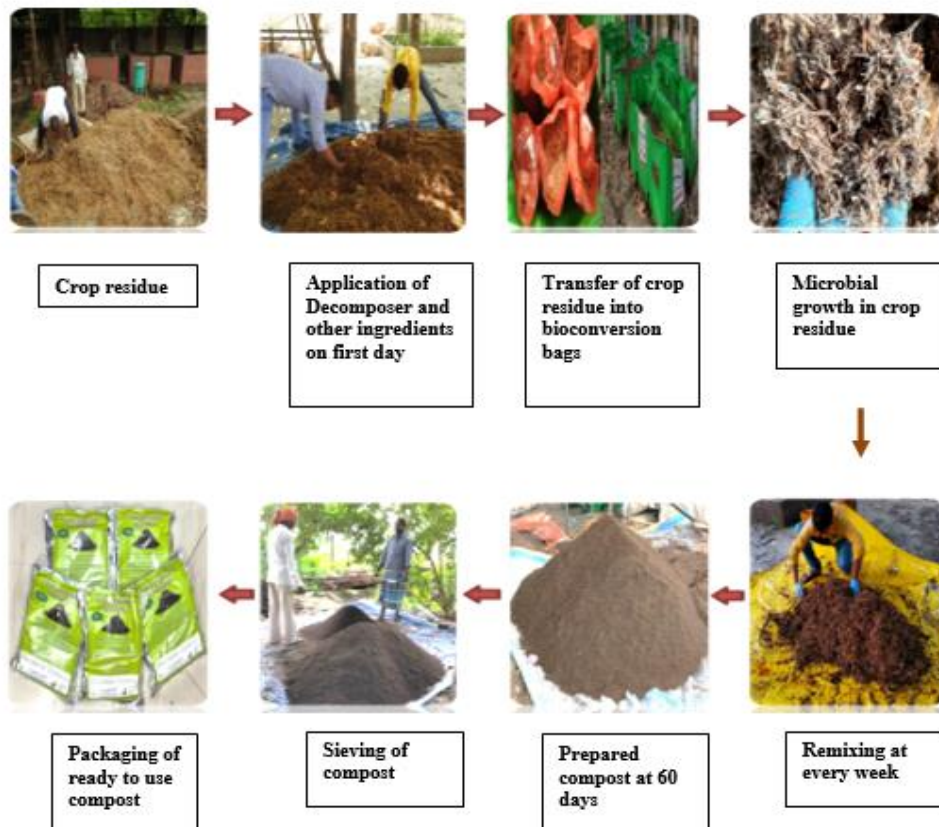 Crop residue
Application of
Decomposer and
other ingredients
on first day
Transfer of crop
residue into
bioconversion
bags
Microbial
growth in crop
residue
Packaging of
ready to use
compost
Sieving of
compost
Prepared
compost at 60
days
Remixing at
every week